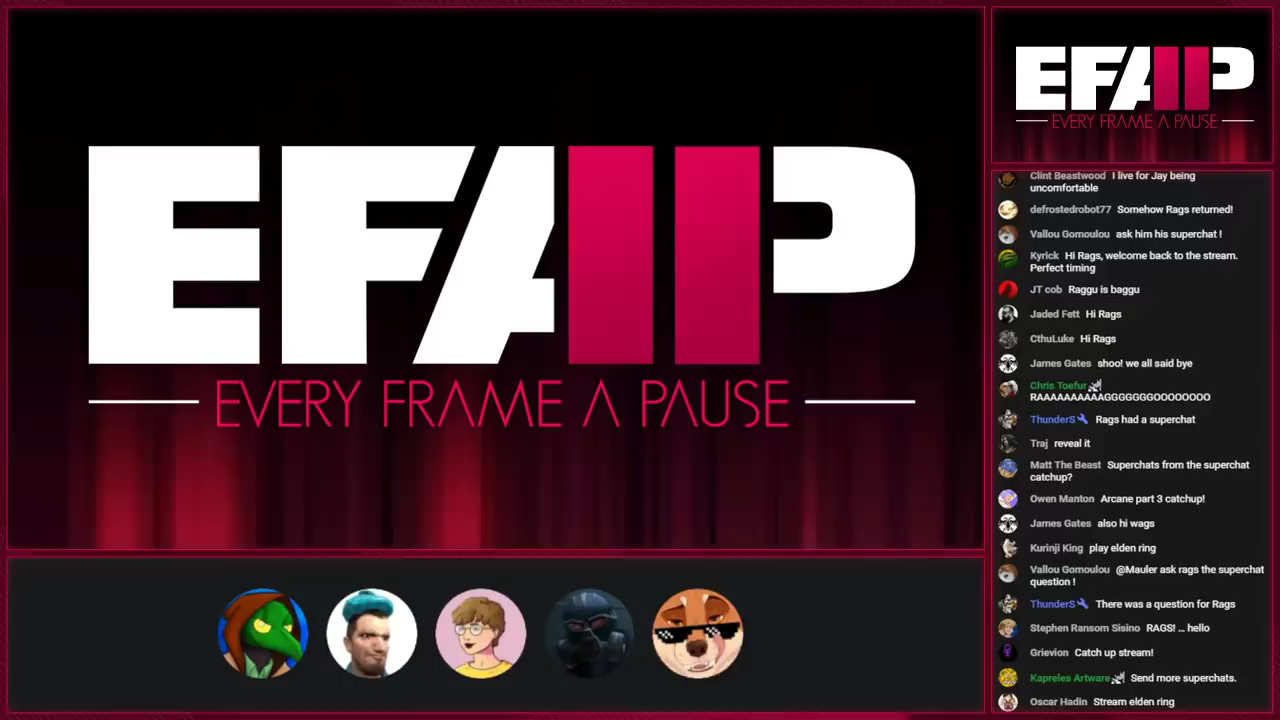 EFAP
EVERY FRAME A PAUSE
EFAP
EVERY FRAME A PAUSE
Clint Beastwood I live for Jay being
uncomfortable
defrostedrobot77 Somehow Rags returned!
Vallou Gomoulou ask him his superchat !
Kyrick Hi Rags, welcome back to the stream.
Perfect timing
JT cob Raggu is baggu
Jaded Fett Hi Rags
CthuLuke Hi Rags
James Gates shoo! we all said bye
Chris Toefur
RAAAAAAAAAAGGGGGGGOOOOOOOO
ThunderS Rags had a superchat
Traj reveal it
Matt The Beast Superchats from the superchat
catchup?
Owen Manton Arcane part 3 catchup!
James Gates also hi wags
Kurinji King play elden ring
Vallou Gomoulou @Mauler ask rags the superchat
question !
ThunderS There was a question for Rags
Stephen Ransom Sisino RAGS! ... hello
Grievion Catch up stream!
Kapreles Artware Send more superchats.
Oscar Hadin Stream elden ring